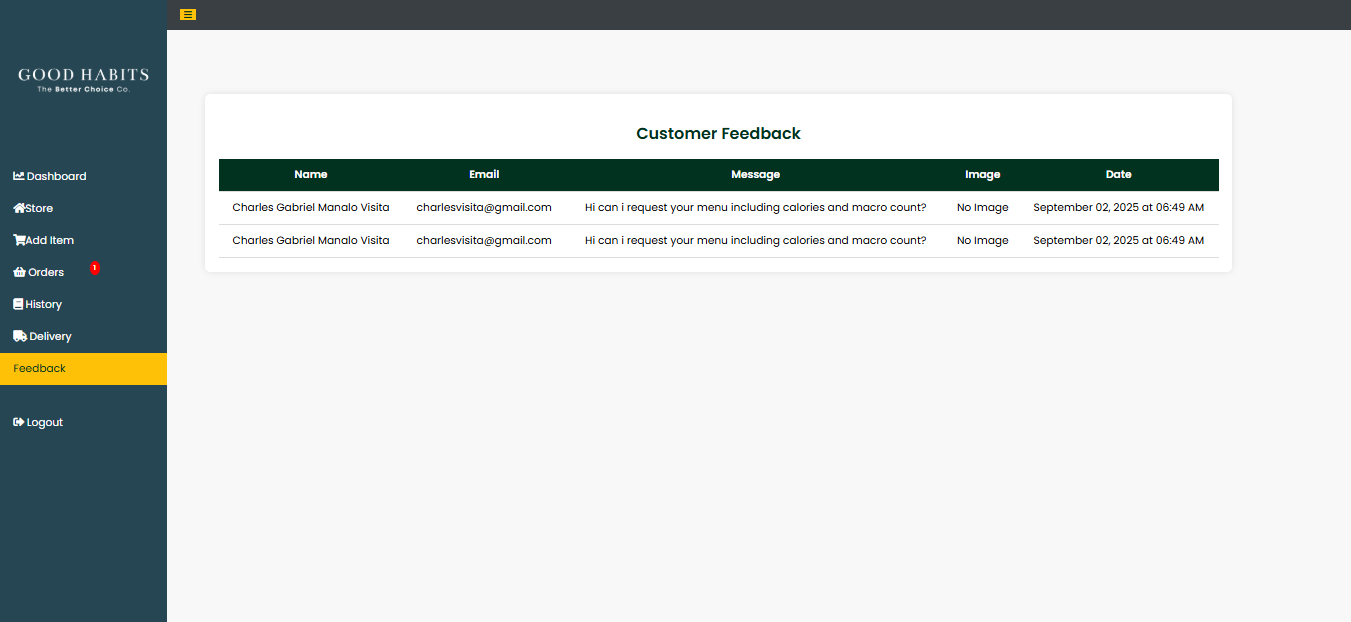 GOOD HABITS
The Better Choice Co.
Dashboard
Store
Add Item
Orders 1
History
Delivery
Feedback
Logout
Customer Feedback
Name Email Message Image Date
Charles Gabriel Manalo Visita charlesvisita@gmail.com Hi can i request your menu including calories and macro count? No Image September 02, 2025 at 06:49 AM
Charles Gabriel Manalo Visita charlesvisita@gmail.com Hi can i request your menu including calories and macro count? No Image September 02, 2025 at 06:49 AM